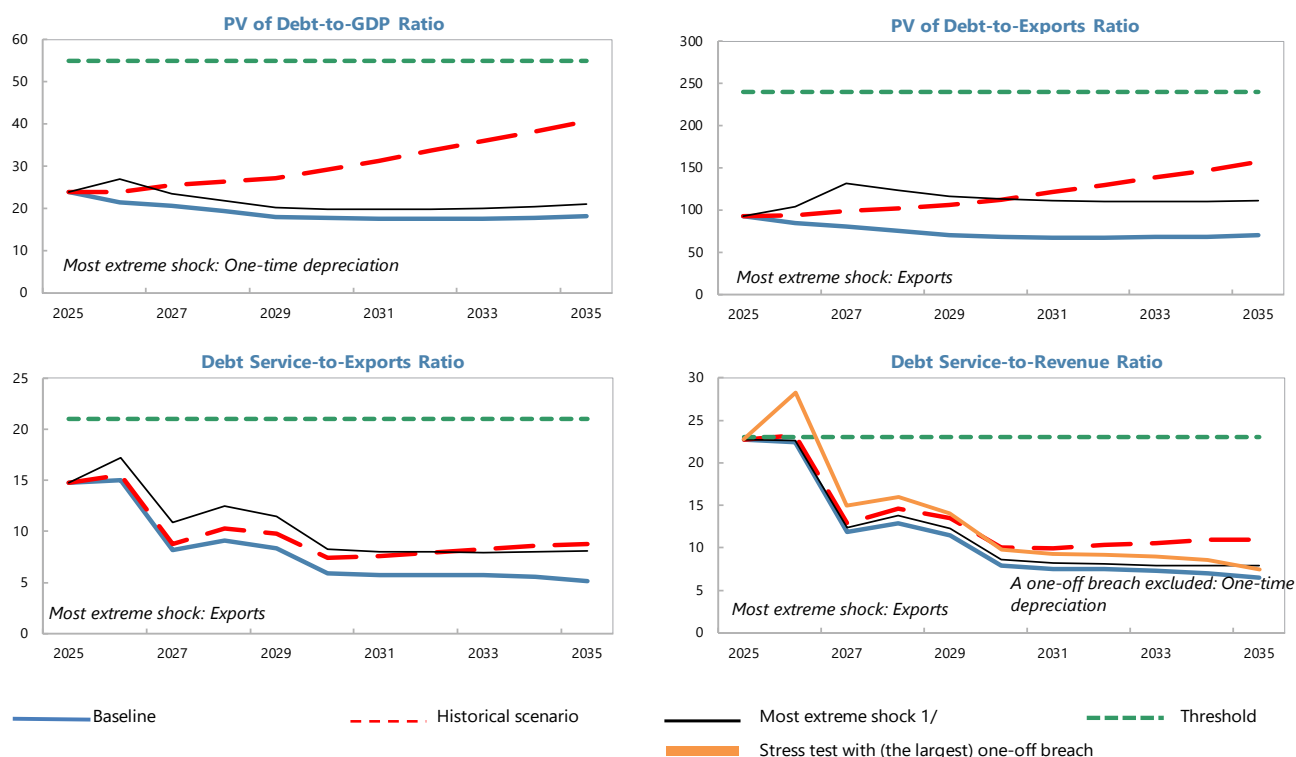 PV of Debt-to-GDP Ratio
60
50
40
30
20
10
0
Most extreme shock: One-time depreciation
2025 2027 2029 2031 2033 2035
PV of Debt-to-Exports Ratio
300
250
200
150
100
50
0
Most extreme shock: Exports
2025 2027 2029 2031 2033 2035
Debt Service-to-Exports Ratio
25
20
15
10
5
0
Most extreme shock: Exports
2025 2027 2029 2031 2033 2035
Debt Service-to-Revenue Ratio
30
25
20
15
10
5
0
Most extreme shock: Exports
A one-off breach excluded: One-time
depreciation
2025 2027 2029 2031 2033 2035
Baseline
Historical scenario
Most extreme shock 1/
Threshold
Stress test with (the largest) one-off breach